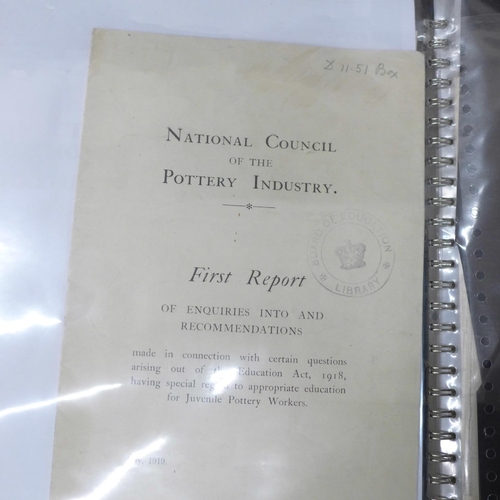 Z 11.51 Box
NATIONAL COUNCIL
OF THE
POTTERY INDUSTRY.
First Report
OF ENQUIRIES INTO AND
RECOMMENDATIONS
made in connection with certain questions
arising out of the Education Act, 1918,
having special regard to appropriate education
for Juvenile Pottery Workers.
1919.
BOARD OF EDUCATION
LIBRARY